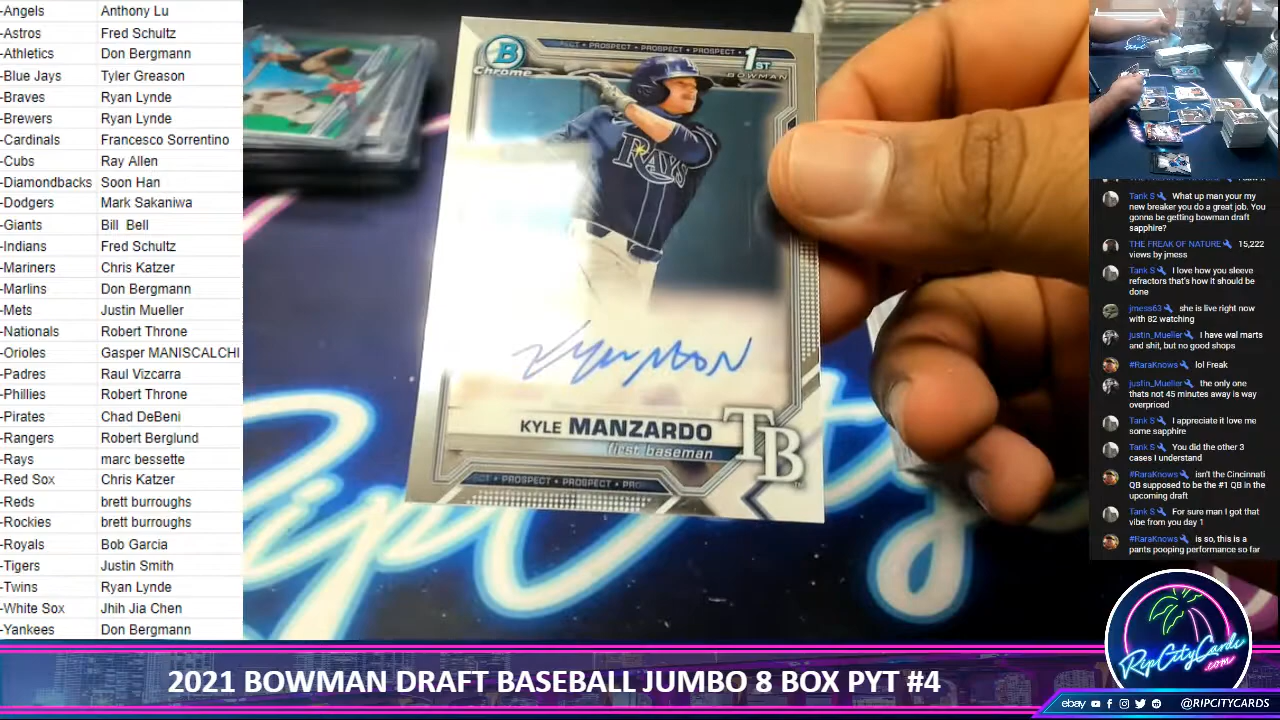 -Angels Anthony Lu
-Astros Fred Schultz
-Athletics Don Bergmann
-Blue Jays Tyler Greason
-Braves Ryan Lynde
-Brewers Ryan Lynde
-Cardinals Francesco Sorrentino
-Cubs Ray Allen
-Diamondbacks Soon Han
-Dodgers Mark Sakaniwa
-Giants Bill Bell
-Indians Fred Schultz
-Mariners Chris Katzer
-Marlins Don Bergmann
-Mets Justin Mueller
-Nationals Robert Throne
-Orioles Gasper MANISCALCHI
-Padres Raul Vizcarra
-Phillies Robert Throne
-Pirates Chad DeBeni
-Rangers Robert Berglund
-Rays marc bessette
-Red Sox Chris Katzer
-Reds brett burroughs
-Rockies brett burroughs
-Royals Bob Garcia
-Tigers Justin Smith
-Twins Ryan Lynde
-White Sox Jhih Jia Chen
-Yankees Don Bergmann
B
Chrome
PROSPECT • PROSPECT • PROSPECT
1ST
BOWMAN
RAYS
KYLE MANZARDO
first baseman
TB
• PROSPECT • PROSPECT •
Tank S What up man your my
new breaker you do a great job. You
gonna be getting bowman draft
sapphire?
THE FREAK OF NATURE 15,222
views by jmess
Tank S I love how you sleeve
refractors that's how it should be
done
jmess63 she is live right now
with 82 watching
justin_Mueller I have wal marts
and shit, but no good shops
#RaraKnows lol Freak
justin_Mueller the only one
thats not 45 minutes away is way
overpriced
Tank S I appreciate it love me
some sapphire
Tank S You did the other 3
cases I understand
#RaraKnows isn't the Cincinnati
QB supposed to be the #1 QB in the
upcoming draft
Tank S For sure man I got that
vibe from you day 1
#RaraKnows is so, this is a
pants pooping performance so far
RipCityCards
.com
2021 BOWMAN DRAFT BASEBALL JUMBO 8 BOX PYT #4
ebay @RIPCITYCARDS